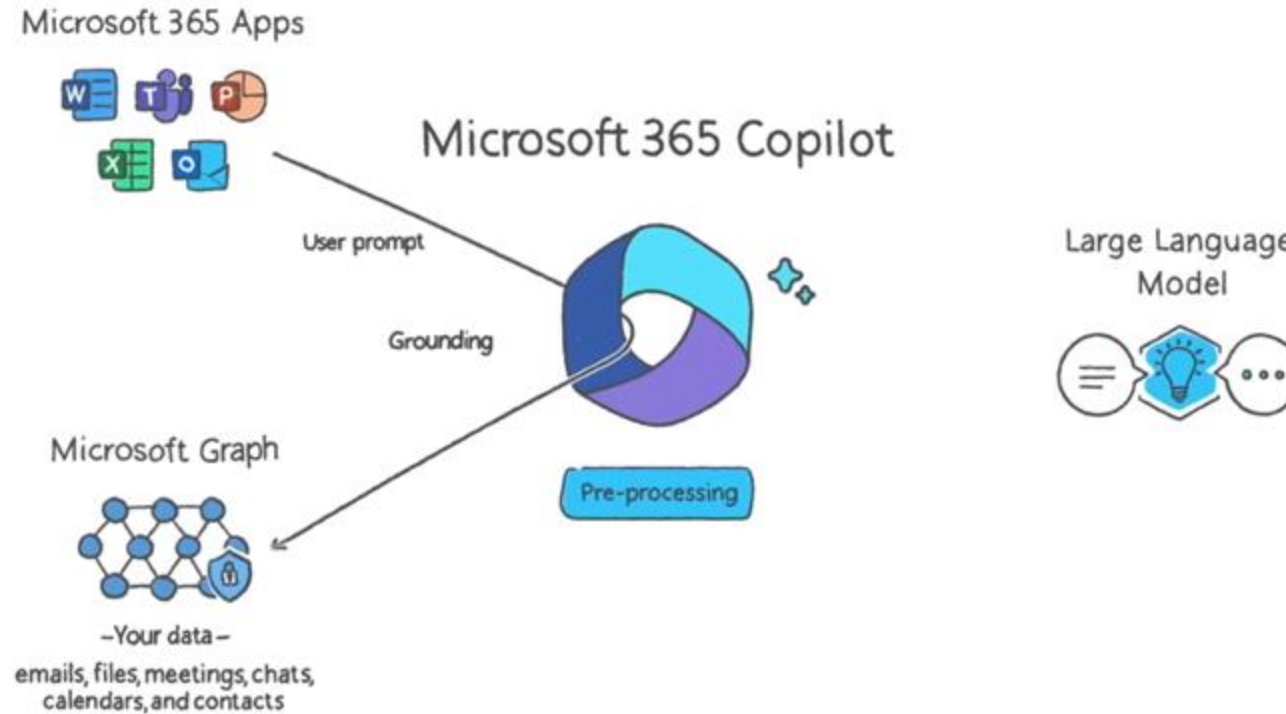 Microsoft 365 Apps
W
T
P
X
O
Microsoft 365 Copilot
User prompt
Grounding
Large Language
Model
Microsoft Graph
Pre-processing
-Your data-
emails, files, meetings, chats,
calendars, and contacts